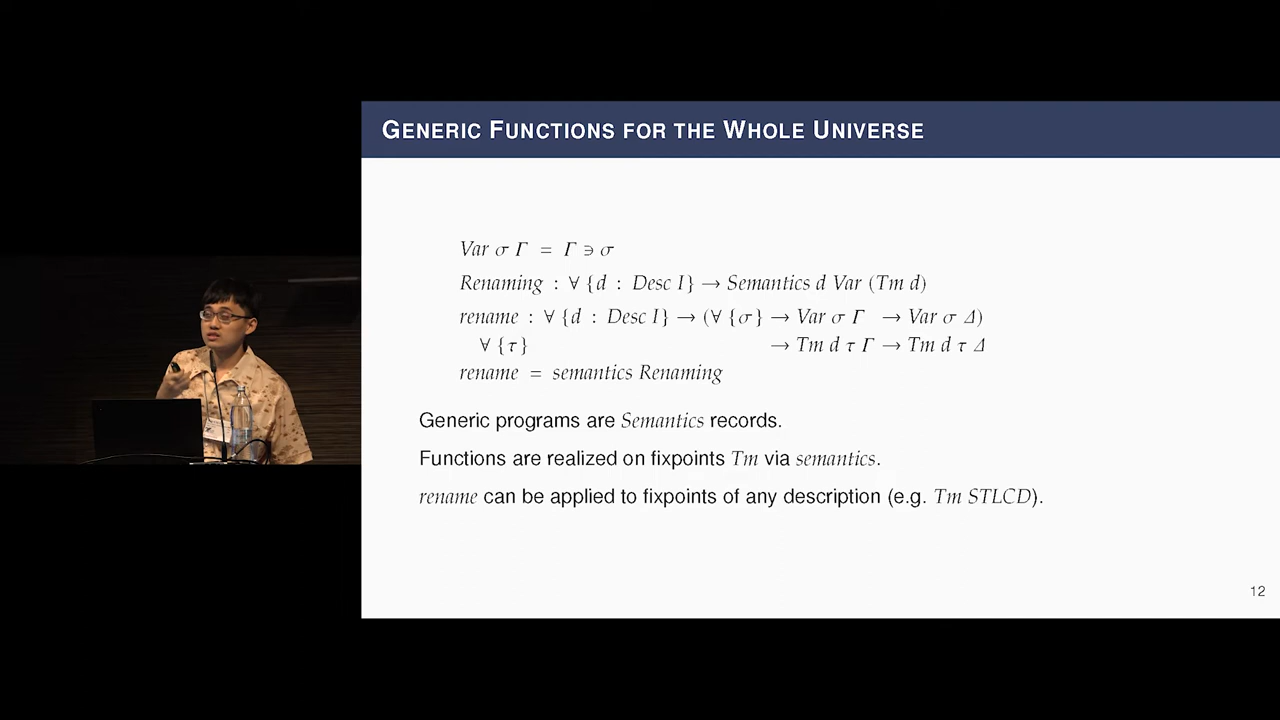 GENERIC FUNCTIONS FOR THE WHOLE UNIVERSE
Var σ Γ = Γ ∋ σ
Renaming : ∀ {d : Desc I} → Semantics d Var (Tm d)
rename : ∀ {d : Desc I} → (∀ {σ} → Var σ Γ → Var σ Δ)
∀ {τ} → Tm d τ Γ → Tm d τ Δ
rename = semantics Renaming
Generic programs are Semantics records.
Functions are realized on fixpoints Tm via semantics.
rename can be applied to fixpoints of any description (e.g. Tm STLCD).
12